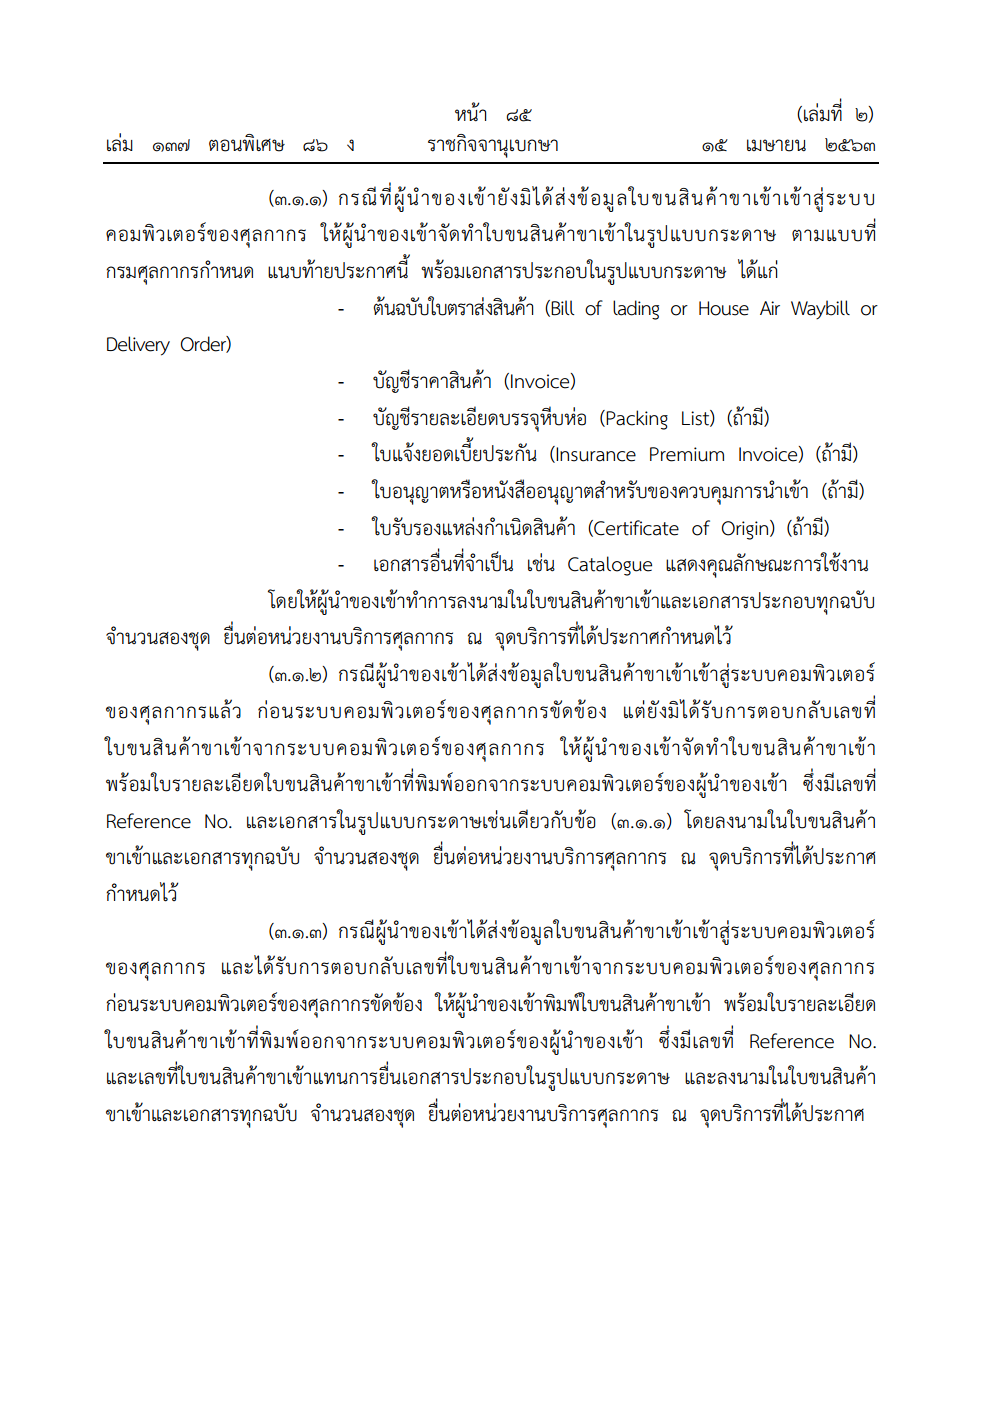 หน้า ๘๕
(เล่มที่ ๒)
เล่ม ๑๓๗ ตอนพิเศษ ๘๖ ง ราชกิจจานุเบกษา ๑๕ เมษายน ๒๕๖๓
(๓.๑.๑) กรณีที่ผู้นำของเข้ายังมิได้ส่งข้อมูลใบขนสินค้าขาเข้าเข้าสู่ระบบ
คอมพิวเตอร์ของศุลกากร ให้ผู้นำของเข้าจัดทำใบขนสินค้าขาเข้าในรูปแบบกระดาษ ตามแบบที่
กรมศุลกากรกำหนด แนบท้ายประกาศนี้ พร้อมเอกสารประกอบในรูปแบบกระดาษ ได้แก่
- ต้นฉบับใบตราส่งสินค้า (Bill of lading or House Air Waybill or
Delivery Order)
- บัญชีราคาสินค้า (Invoice)
- บัญชีรายละเอียดบรรจุหีบห่อ (Packing List) (ถ้ามี)
- ใบแจ้งยอดเบี้ยประกัน (Insurance Premium Invoice) (ถ้ามี)
- ใบอนุญาตหรือหนังสืออนุญาตสำหรับของควบคุมการนำเข้า (ถ้ามี)
- ใบรับรองแหล่งกำเนิดสินค้า (Certificate of Origin) (ถ้ามี)
- เอกสารอื่นที่จำเป็น เช่น Catalogue แสดงคุณลักษณะการใช้งาน
โดยให้ผู้นำของเข้าทำการลงนามในใบขนสินค้าขาเข้าและเอกสารประกอบทุกฉบับ
จำนวนสองชุด ยื่นต่อหน่วยงานบริการศุลกากร ณ จุดบริการที่ได้ประกาศกำหนดไว้
(๓.๑.๒) กรณีผู้นำของเข้าได้ส่งข้อมูลใบขนสินค้าขาเข้าเข้าสู่ระบบคอมพิวเตอร์
ของศุลกากรแล้ว ก่อนระบบคอมพิวเตอร์ของศุลกากรขัดข้อง แต่ยังมิได้รับการตอบกลับเลขที่
ใบขนสินค้าขาเข้าจากระบบคอมพิวเตอร์ของศุลกากร ให้ผู้นำของเข้าจัดทำใบขนสินค้าขาเข้า
พร้อมใบรายละเอียดใบขนสินค้าขาเข้าที่พิมพ์ออกจากระบบคอมพิวเตอร์ของผู้นำของเข้า ซึ่งมีเลขที่
Reference No. และเอกสารในรูปแบบกระดาษเช่นเดียวกับข้อ (๓.๑.๑) โดยลงนามในใบขนสินค้า
ขาเข้าและเอกสารทุกฉบับ จำนวนสองชุด ยื่นต่อหน่วยงานบริการศุลกากร ณ จุดบริการที่ได้ประกาศ
กำหนดไว้
(๓.๑.๓) กรณีผู้นำของเข้าได้ส่งข้อมูลใบขนสินค้าขาเข้าเข้าสู่ระบบคอมพิวเตอร์
ของศุลกากร และได้รับการตอบกลับเลขที่ใบขนสินค้าขาเข้าจากระบบคอมพิวเตอร์ของศุลกากร
ก่อนระบบคอมพิวเตอร์ของศุลกากรขัดข้อง ให้ผู้นำของเข้าพิมพ์ใบขนสินค้าขาเข้า พร้อมใบรายละเอียด
ใบขนสินค้าขาเข้าที่พิมพ์ออกจากระบบคอมพิวเตอร์ของผู้นำของเข้า ซึ่งมีเลขที่ Reference No.
และเลขที่ใบขนสินค้าขาเข้าแทนการยื่นเอกสารประกอบในรูปแบบกระดาษ และลงนามในใบขนสินค้า
ขาเข้าและเอกสารทุกฉบับ จำนวนสองชุด ยื่นต่อหน่วยงานบริการศุลกากร ณ จุดบริการที่ได้ประกาศ